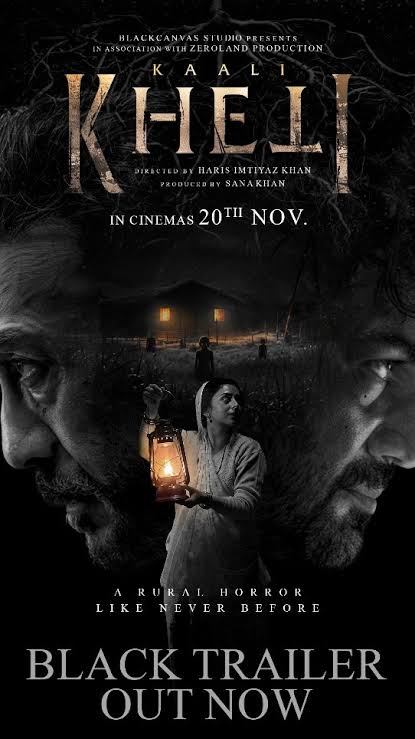 BLACKCANVAS STUDIO PRESENTS
IN ASSOCIATION WITH ZEROLAND PRODUCTION
KAALI
KHETI
DIRECTED BY HARIS IMTIYAZ KHAN
PRODUCED BY SANA KHAN
IN CINEMAS 20TH NOV.
A RURAL HORROR
LIKE NEVER BEFORE
BLACK TRAILER
OUT NOW